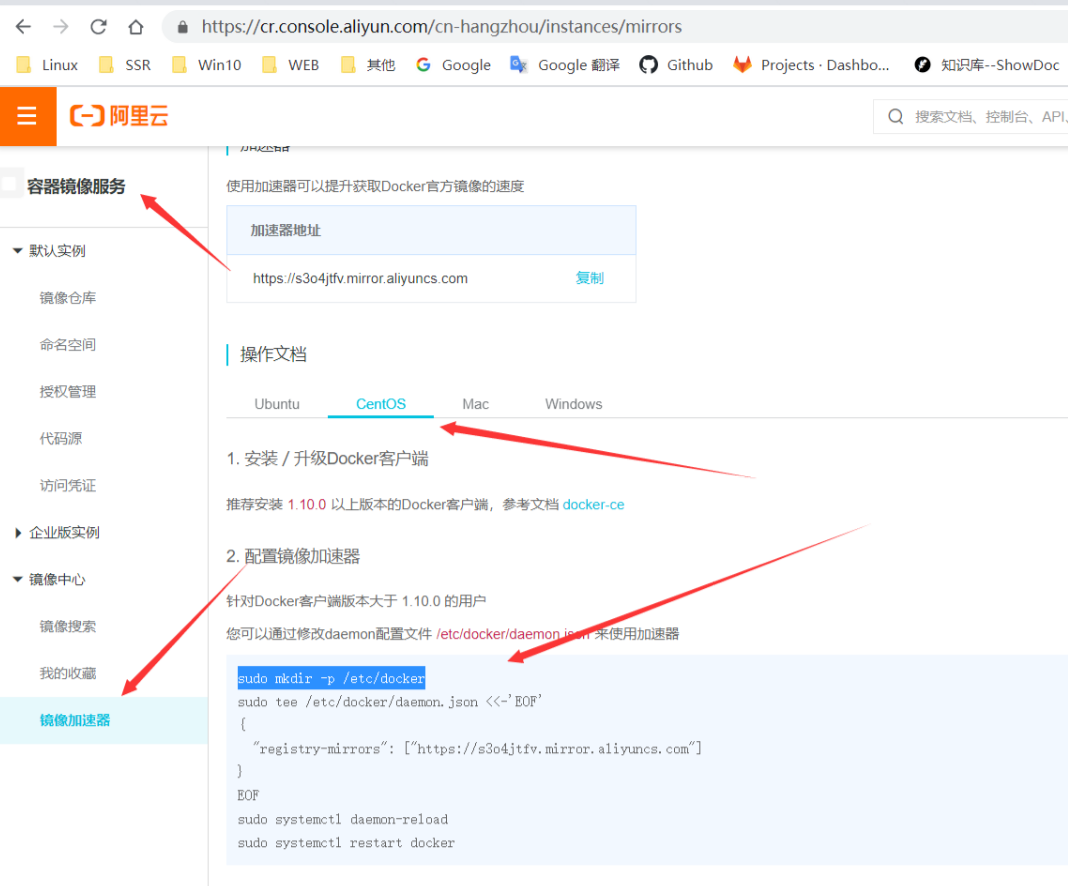 https://cr.console.aliyun.com/cn-hangzhou/instances/mirrors
Linux SSR Win10 WEB 其他 Google Google 翻译 Github Projects · Dashbo... 知识库--ShowDoc
阿里云 搜索文档、控制台、API、
容器镜像服务
默认实例
镜像仓库
命名空间
授权管理
代码源
访问凭证
企业版实例
镜像中心
镜像搜索
我的收藏
镜像加速器
加速器
使用加速器可以提升获取Docker官方镜像的速度
加速器地址
https://s3o4jtfv.mirror.aliyuncs.com 复制
操作文档
Ubuntu CentOS Mac Windows
1. 安装 / 升级Docker客户端
推荐安装 1.10.0 以上版本的Docker客户端，参考文档 docker-ce
2. 配置镜像加速器
针对Docker客户端版本大于 1.10.0 的用户
您可以通过修改daemon配置文件 /etc/docker/daemon.json 来使用加速器
sudo mkdir -p /etc/docker
sudo tee /etc/docker/daemon.json <<-'EOF'
{
"registry-mirrors": ["https://s3o4jtfv.mirror.aliyuncs.com"]
}
EOF
sudo systemctl daemon-reload
sudo systemctl restart docker